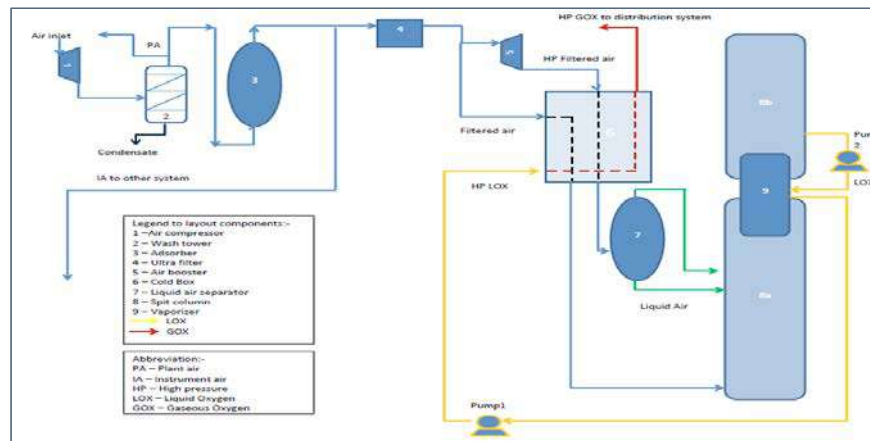 HP GOX to distribution system
Air inlet
PA
1
2
3
4
5
HP Filtered air
6
8b
Pum
2
LOX
Filtered air
Condensate
IA to other system
HP LOX
7
9
8a
Liquid Air
Legend to layout components:-
1 –Air compressor
2 – Wash tower
3 – Adsorber
4 – Ultra filter
5 – Air booster
6 – Cold Box
7 – Liquid air separator
8 – Spit column
9 – Vaporizer
LOX
GOX
Abbreviation:-
PA – Plant air
IA – Instrument air
HP – High pressure
LOX – Liquid Oxygen
GOX – Gaseous Oxygen
Pump1